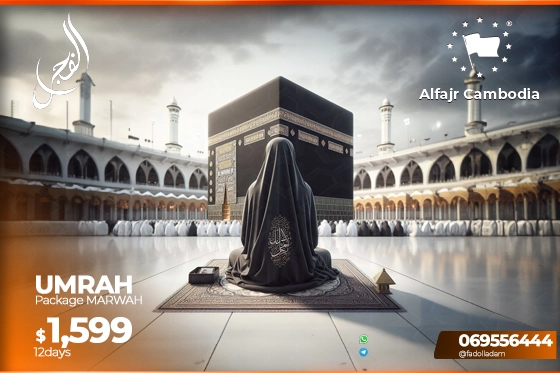 الفجر
®
Alfajr Cambodia
UMRAH
Package MARWAH
$1,599
12days
069556444
@fadolladam